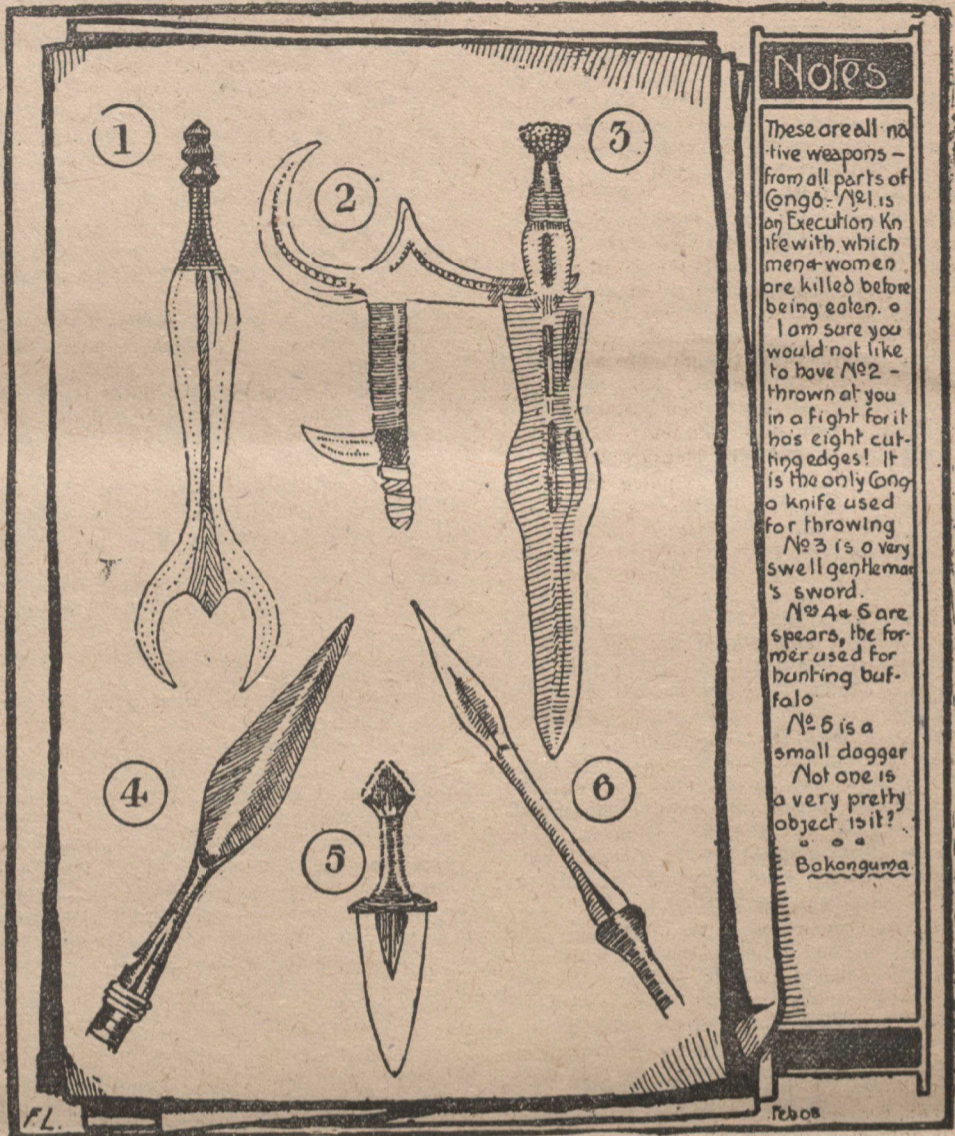 Notes
These are all na
tive weapons –
from all parts of
Congo. No1. is
an Execution Kn
ife with which
men & women
are killed before
being eaten.
I am sure you
would not like
to have No2 –
thrown at you
in a fight for it
has eight cut-
ting edges! It
is the only Cong
o knife used
for throwing
No3 is a very
swell gentleman
's sword.
Nos 4 & 6 are
spears, the for-
mer used for
hunting buf-
falo
No 5 is a
small dagger
Not one is
a very pretty
object is it?
Bokonguma.
1
2
3
4
5
6
F.L.
Feb 08